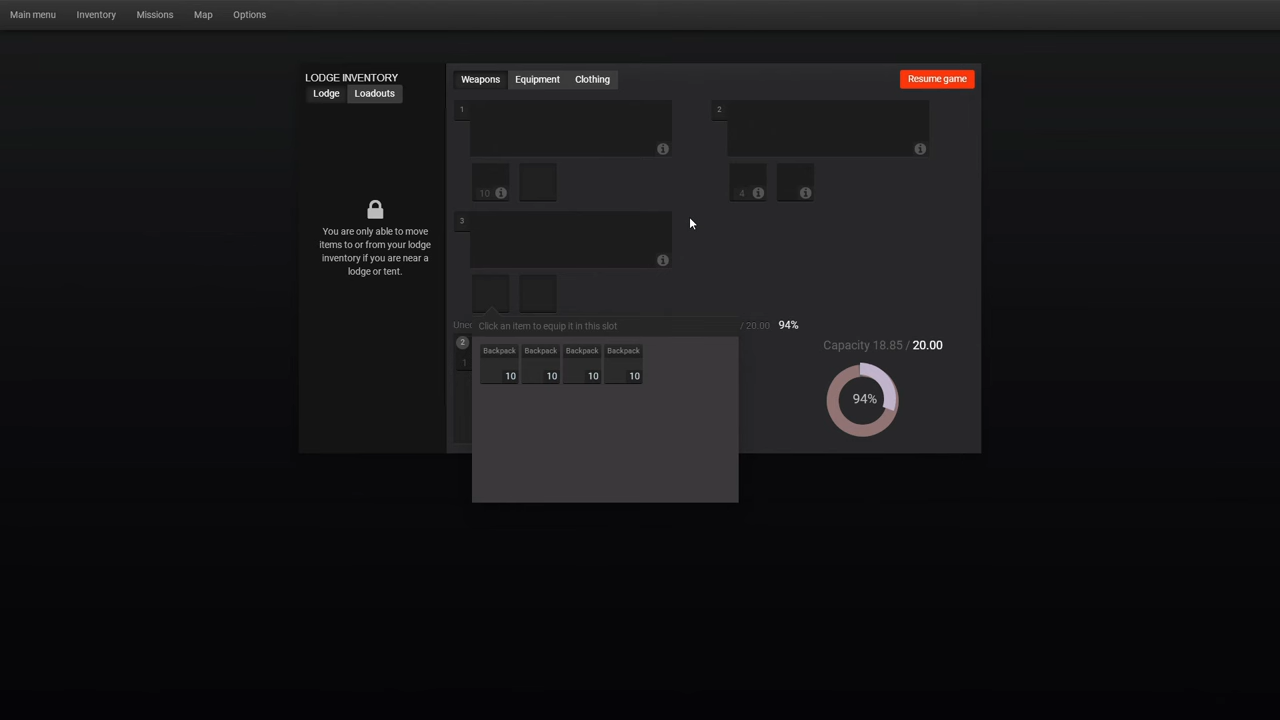 Main menu Inventory Missions Map Options
LODGE INVENTORY
Lodge Loadouts
Weapons Equipment Clothing
Resume game
1
2
10
4
3
You are only able to move
items to or from your lodge
inventory if you are near a
lodge or tent.
Click an item to equip it in this slot
/ 20.00 94%
2
1
Backpack Backpack Backpack Backpack
10 10 10 10
Capacity 18.85 / 20.00
94%